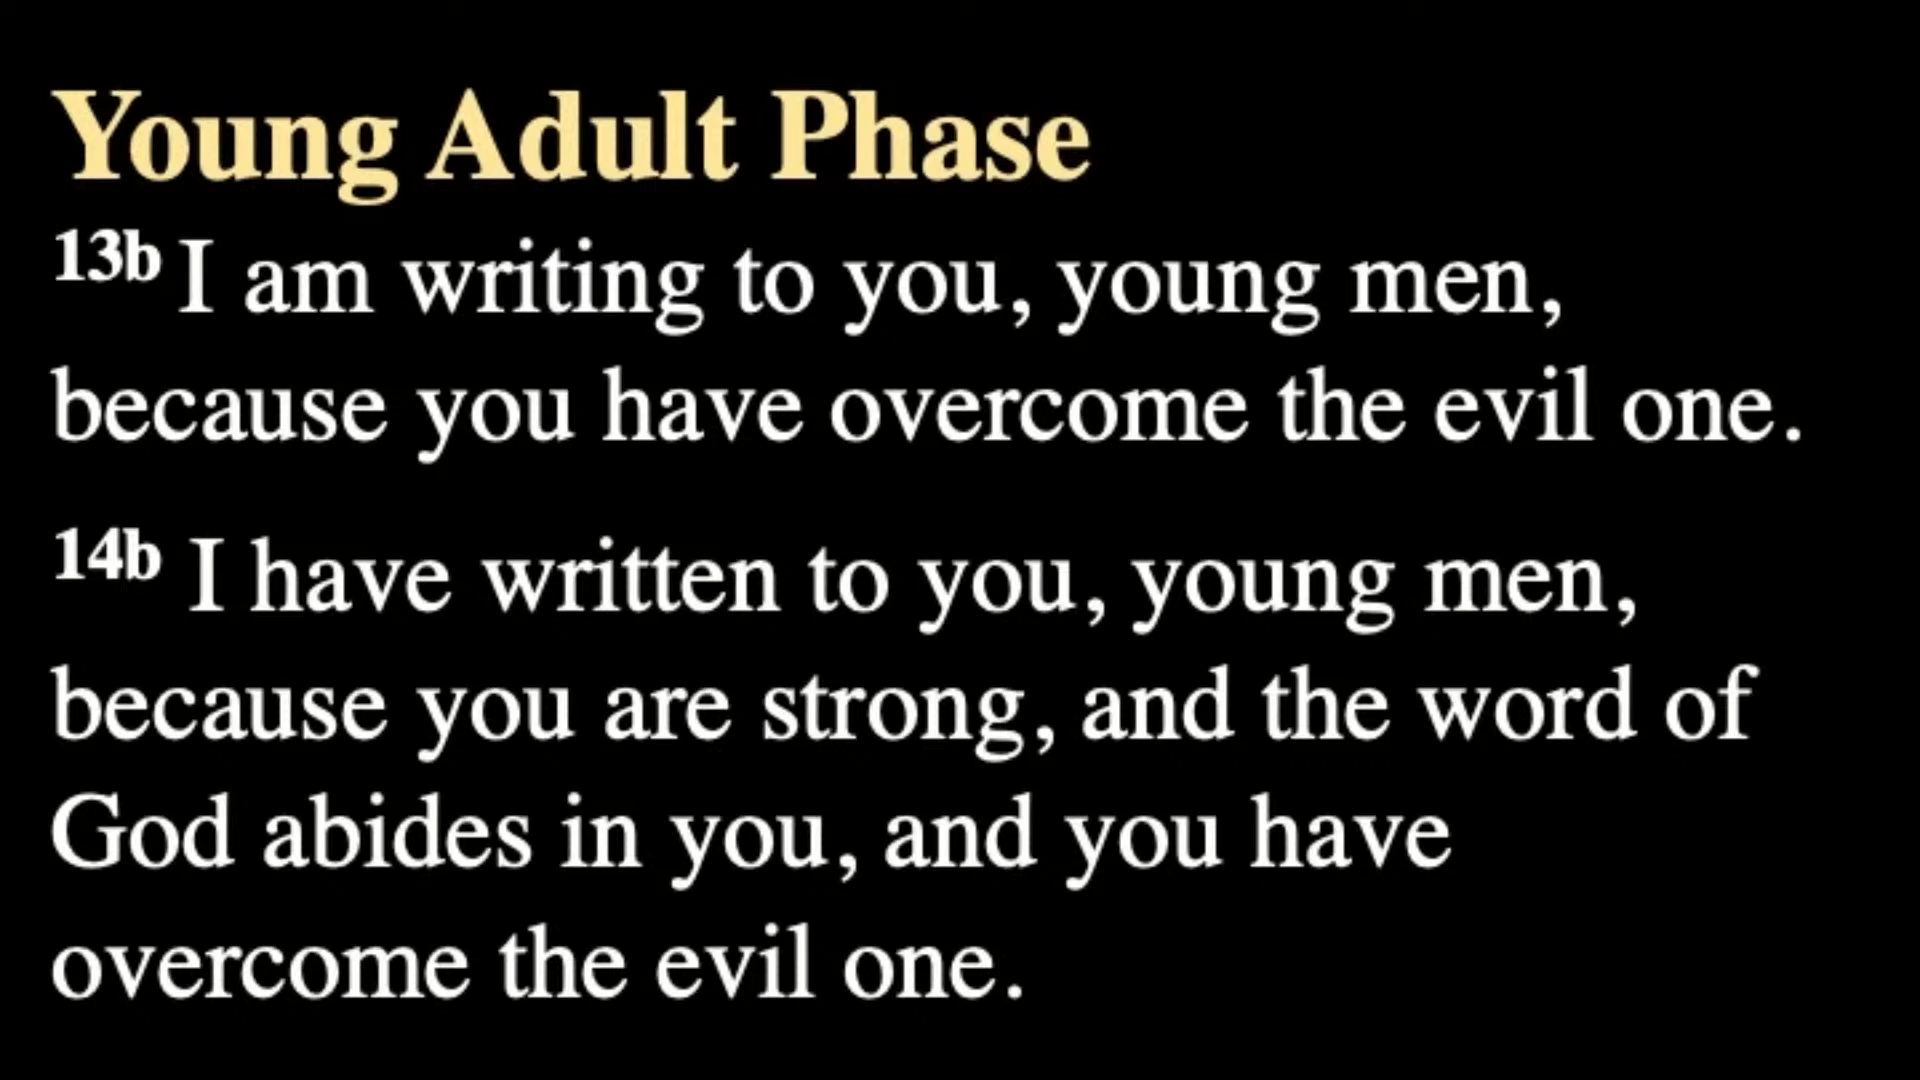 Young Adult Phase
13b I am writing to you, young men,
because you have overcome the evil one.
14b I have written to you, young men,
because you are strong, and the word of
God abides in you, and you have
overcome the evil one.